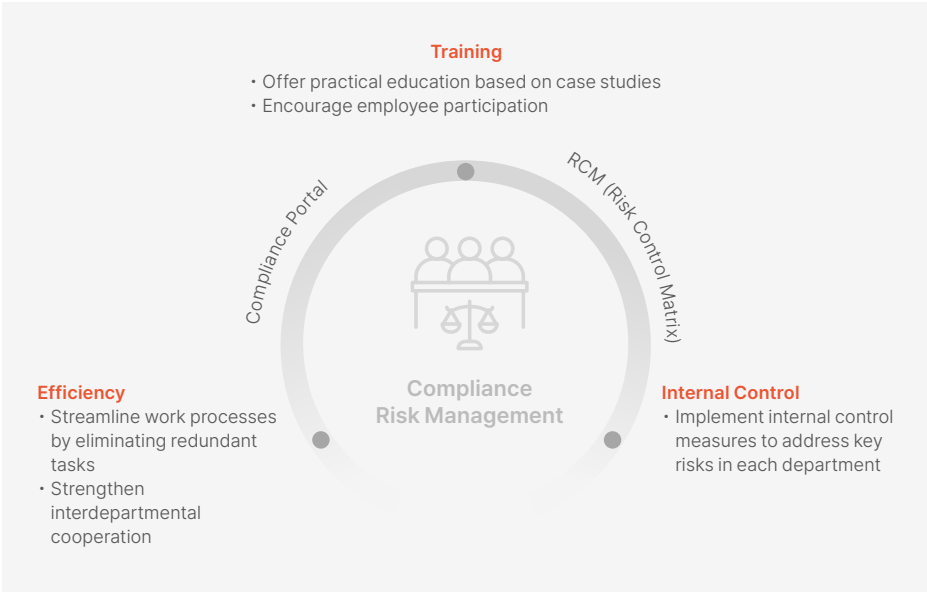 Training
• Offer practical education based on case studies
• Encourage employee participation
Compliance Portal
RCM (Risk Control Matrix)
Compliance
Risk Management
Efficiency
• Streamline work processes
by eliminating redundant
tasks
• Strengthen
interdepartmental
cooperation
Internal Control
• Implement internal control
measures to address key
risks in each department